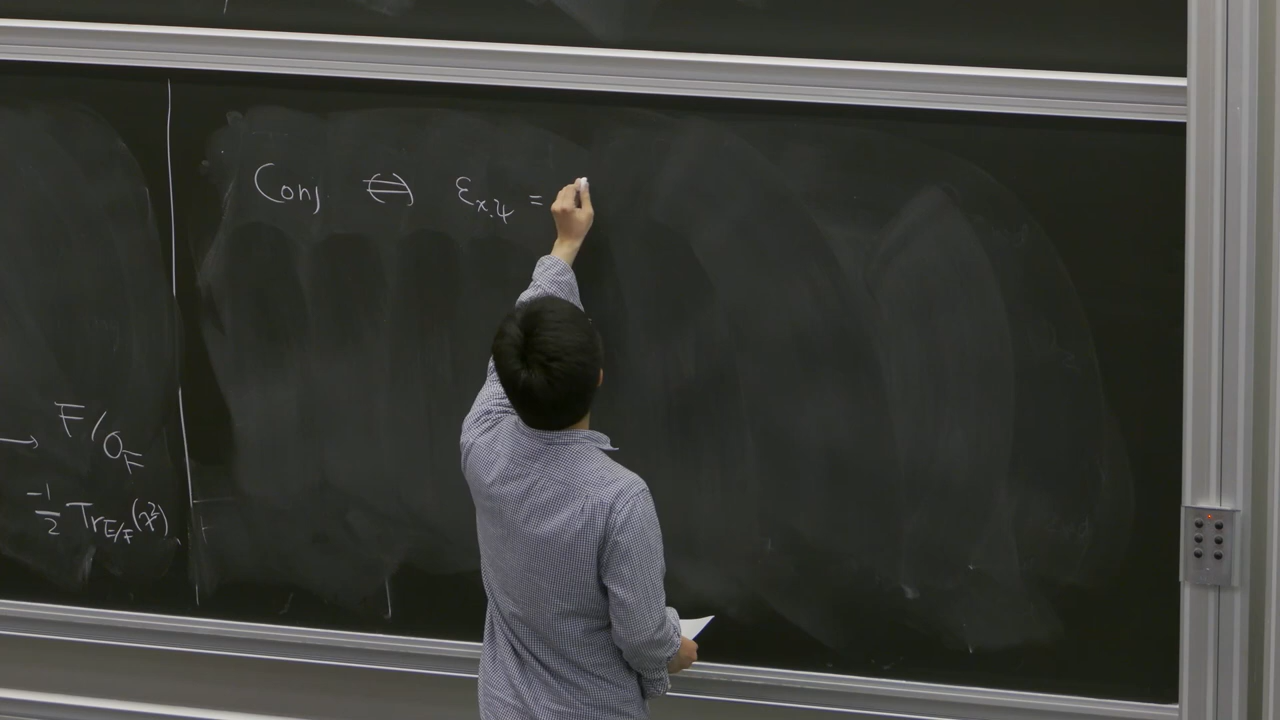 → F/O_F
-1/2 Tr_{E/F}(x²)
Conj ⇔ ε_{x,ψ} =